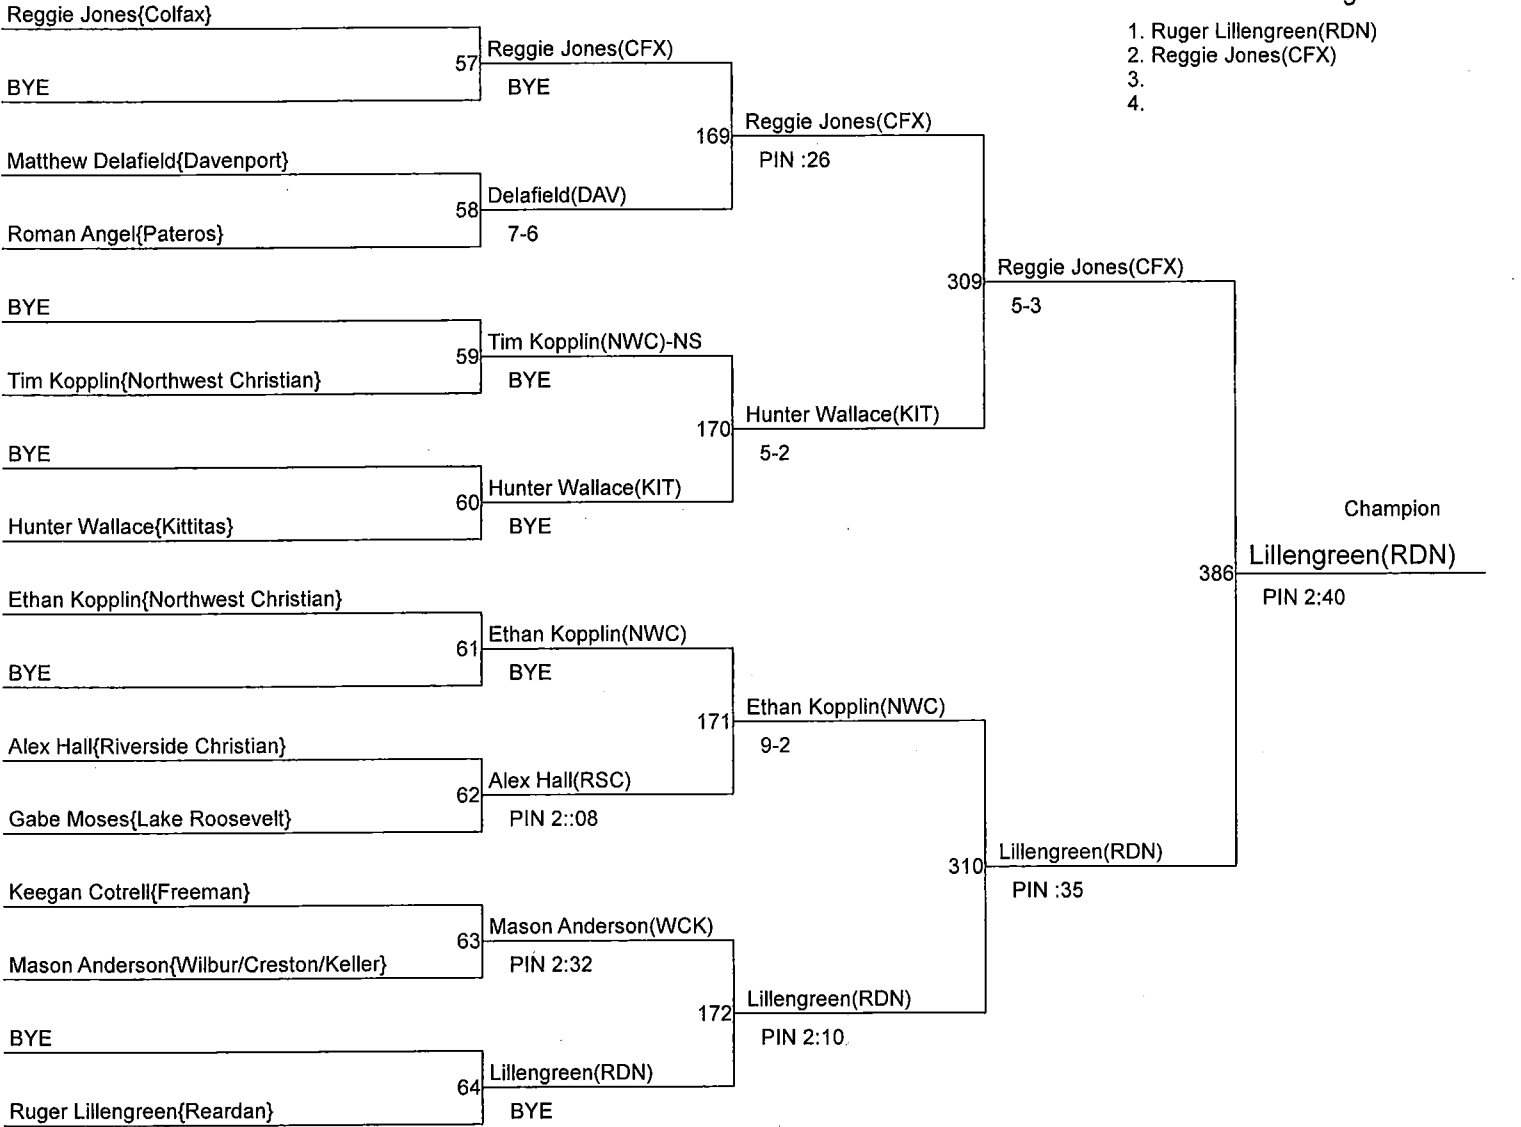 Reggie Jones{Colfax}
BYE
Matthew Delafield{Davenport}
Roman Angel{Pateros}
BYE
Tim Kopplin{Northwest Christian}
BYE
Hunter Wallace{Kittitas}
Ethan Kopplin{Northwest Christian}
BYE
Alex Hall{Riverside Christian}
Gabe Moses{Lake Roosevelt}
Keegan Cotrell{Freeman}
Mason Anderson{Wilbur/Creston/Keller}
BYE
Ruger Lillengreen{Reardan}
57 Reggie Jones(CFX)
BYE
58 Delafield(DAV)
7-6
59 Tim Kopplin(NWC)-NS
BYE
60 Hunter Wallace(KIT)
BYE
61 Ethan Kopplin(NWC)
BYE
62 Alex Hall(RSC)
PIN 2::08
63 Mason Anderson(WCK)
PIN 2:32
64 Lillengreen(RDN)
BYE
169 Reggie Jones(CFX)
PIN :26
170 Hunter Wallace(KIT)
5-2
171 Ethan Kopplin(NWC)
9-2
172 Lillengreen(RDN)
PIN 2:10
309 Reggie Jones(CFX)
5-3
310 Lillengreen(RDN)
PIN :35
Champion
386 Lillengreen(RDN)
PIN 2:40
1. Ruger Lillengreen(RDN)
2. Reggie Jones(CFX)
3.
4.